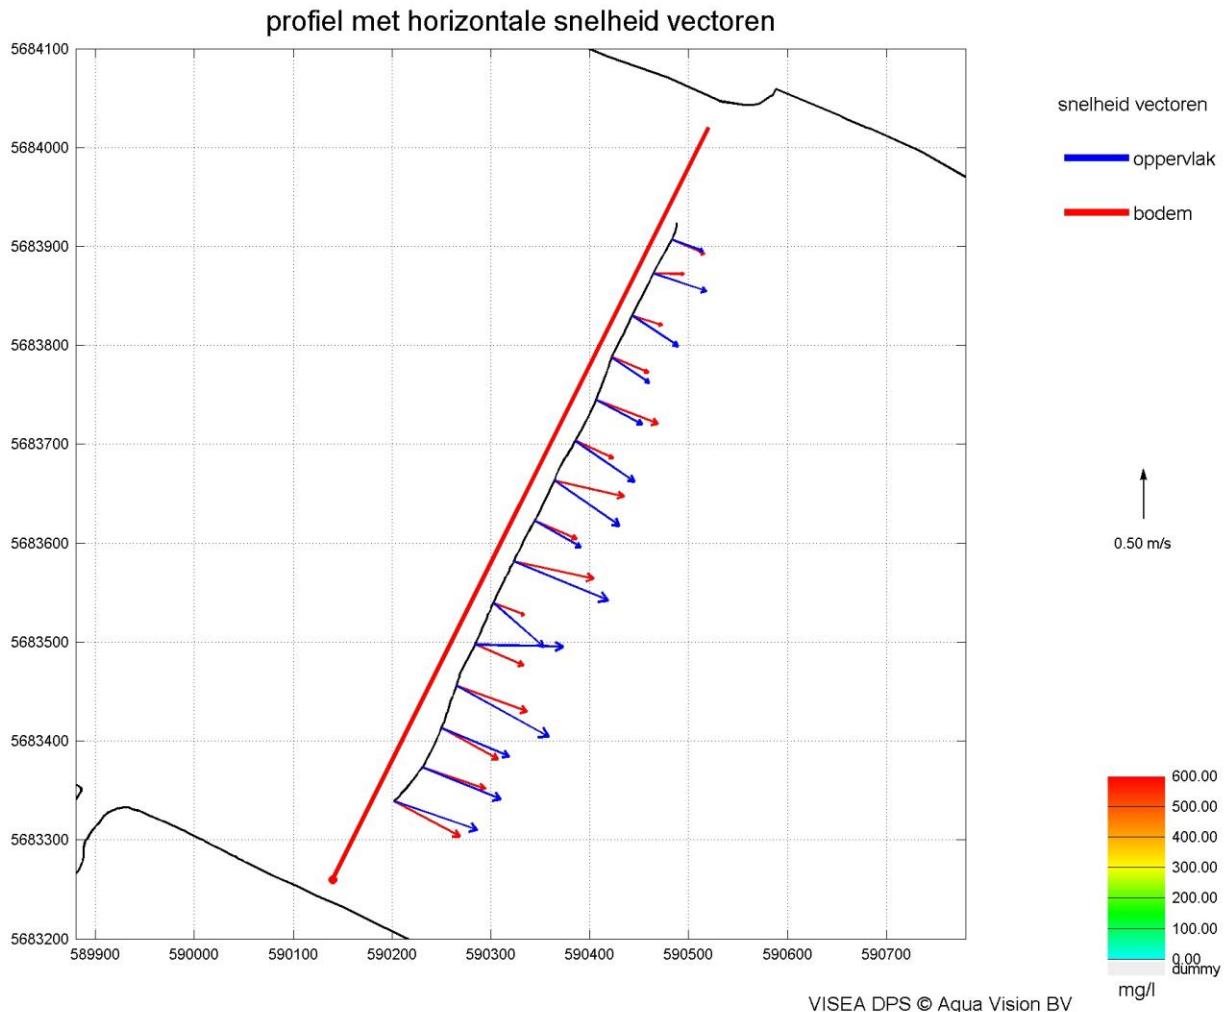 profiel met horizontale snelheid vectoren
5684100
5684000
5683900
5683800
5683700
5683600
5683500
5683400
5683300
5683200
589900 590000 590100 590200 590300 590400 590500 590600 590700
snelheid vectoren
oppervlak
bodem
0.50 m/s
600.00
500.00
400.00
300.00
200.00
100.00
0.00
dummy
mg/l
VISEA DPS © Aqua Vision BV